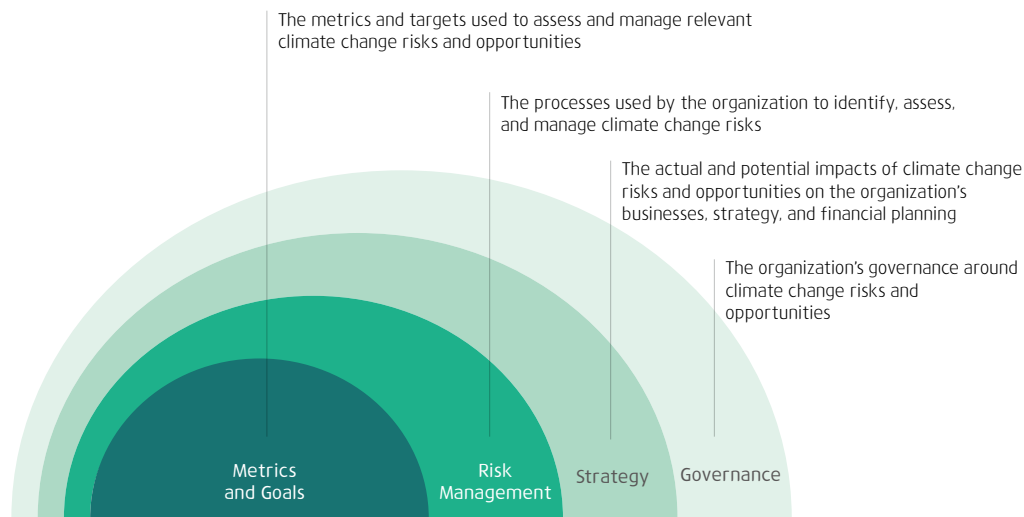 The metrics and targets used to assess and manage relevant
climate change risks and opportunities
The processes used by the organization to identify, assess,
and manage climate change risks
The actual and potential impacts of climate change
risks and opportunities on the organization's
businesses, strategy, and financial planning
The organization's governance around
climate change risks and
opportunities
Metrics
and Goals
Risk
Management
Strategy
Governance